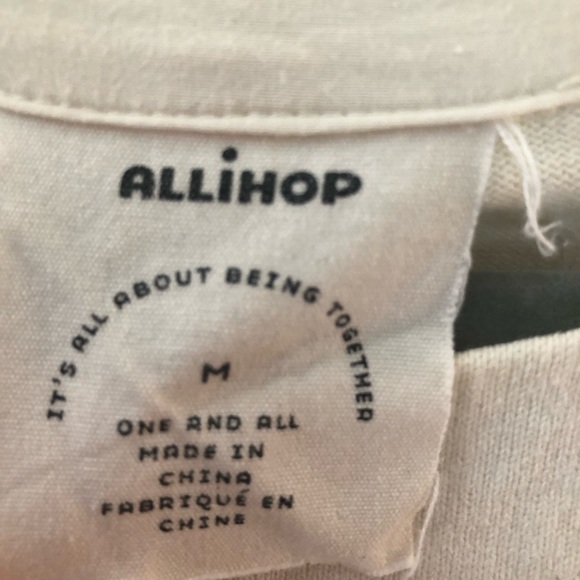 ALLiHOP
IT'S ALL ABOUT BEING TOGETHER
M
ONE AND ALL
MADE IN
CHINA
FABRIQUÉ EN
CHINE